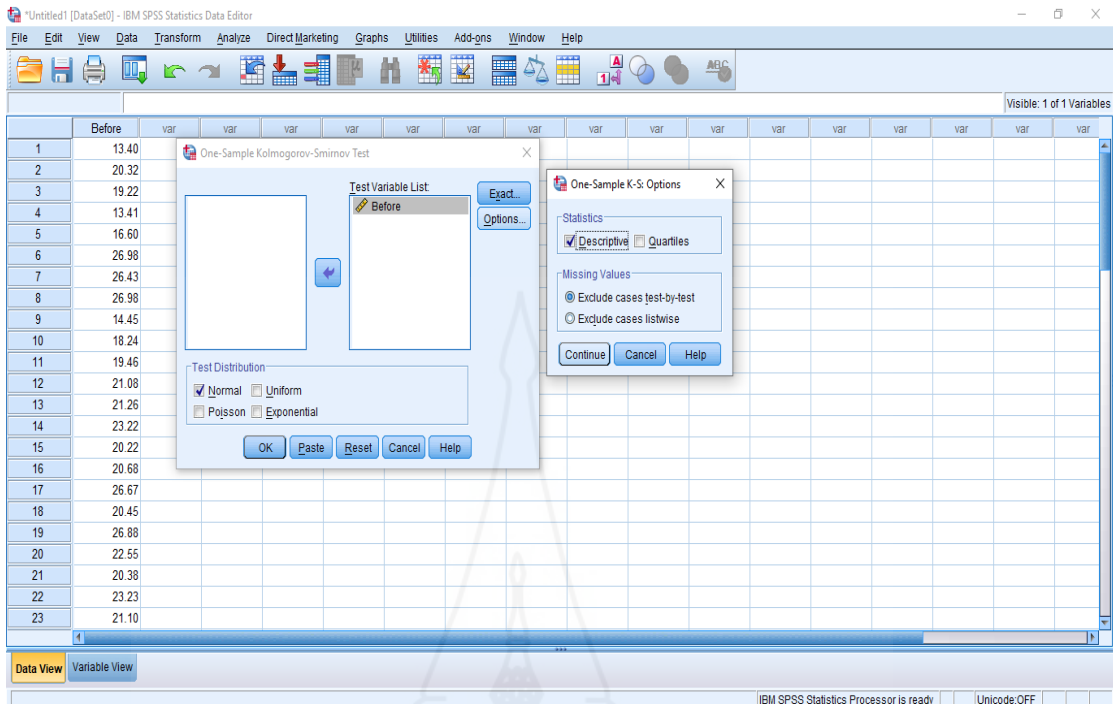 *Untitled1 [DataSet0] - IBM SPSS Statistics Data Editor
File Edit View Data Transform Analyze Direct Marketing Graphs Utilities Add-ons Window Help
Visible: 1 of 1 Variables
Before var var var var var var var var var var var var var var var var
1 13.40
2 20.32
3 19.22
4 13.41
5 16.60
6 26.98
7 26.43
8 26.98
9 14.45
10 18.24
11 19.46
12 21.08
13 21.26
14 23.22
15 20.22
16 20.68
17 26.67
18 20.45
19 26.88
20 22.55
21 20.38
22 23.23
23 21.10
One-Sample Kolmogorov-Smirnov Test
Test Variable List:
Before
Exact...
Options...
Test Distribution
Normal Uniform
Poisson Exponential
OK Paste Reset Cancel Help
One-Sample K-S: Options
Statistics
Descriptive Quartiles
Missing Values
Exclude cases test-by-test
Exclude cases listwise
Continue Cancel Help
Data View Variable View
IBM SPSS Statistics Processor is ready Unicode:OFF